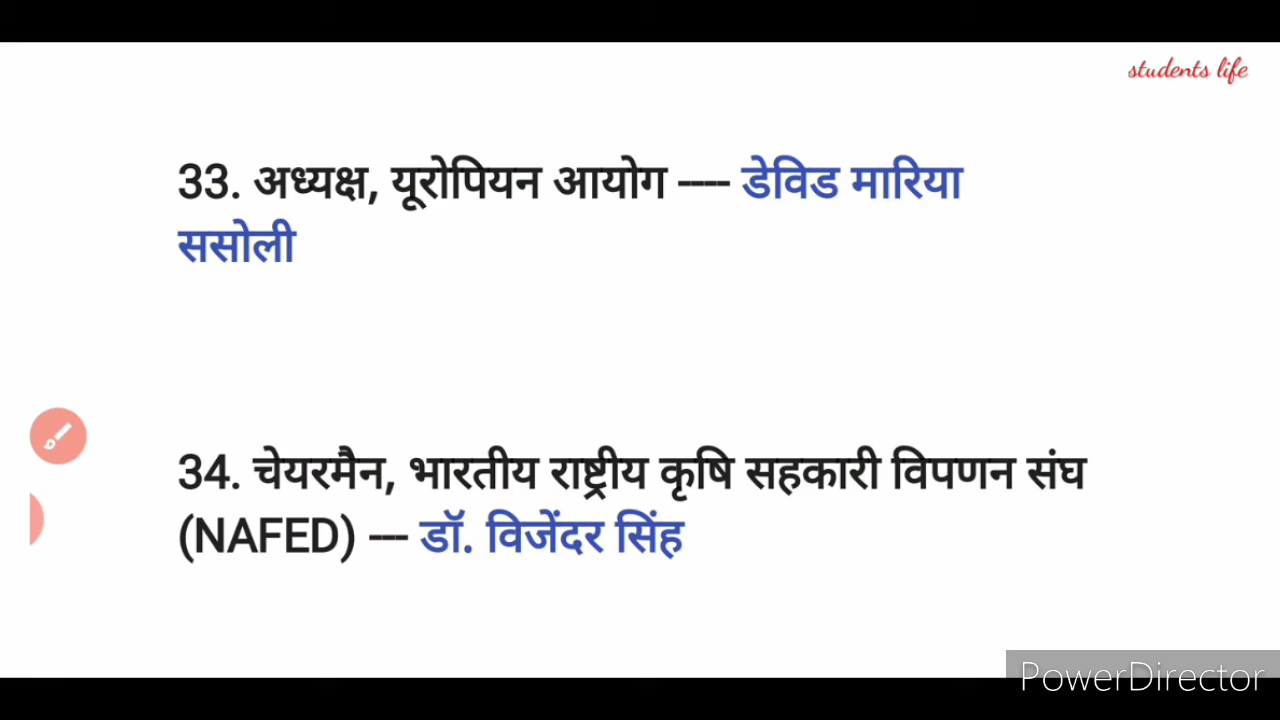 students life
33. अध्यक्ष, यूरोपियन आयोग ---- डेविड मारिया
ससोली
34. चेयरमैन, भारतीय राष्ट्रीय कृषि सहकारी विपणन संघ
(NAFED) --- डॉ. विजेंदर सिंह
PowerDirector